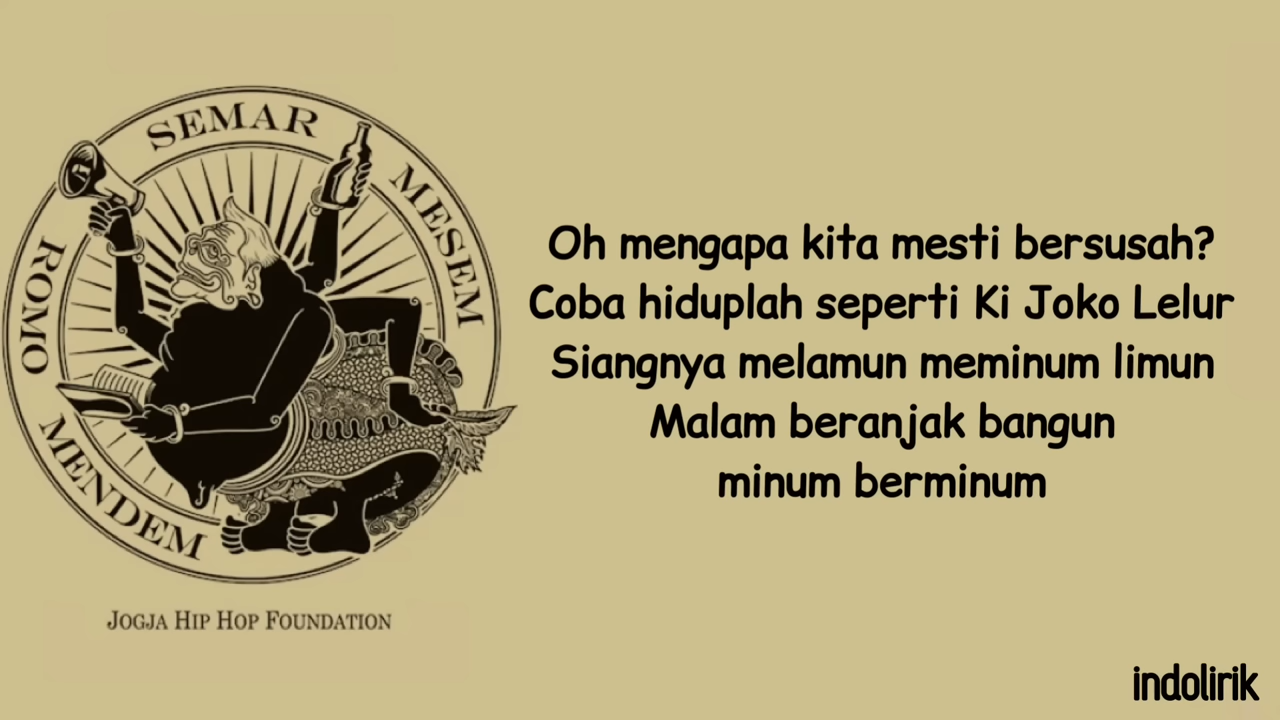 SEMAR MESEM
ROMO MENDEM
JOGJA HIP HOP FOUNDATION
Oh mengapa kita mesti bersusah?
Coba hiduplah seperti Ki Joko Lelur
Siangnya melamun meminum limun
Malam beranjak bangun
minum berminum
indolirik